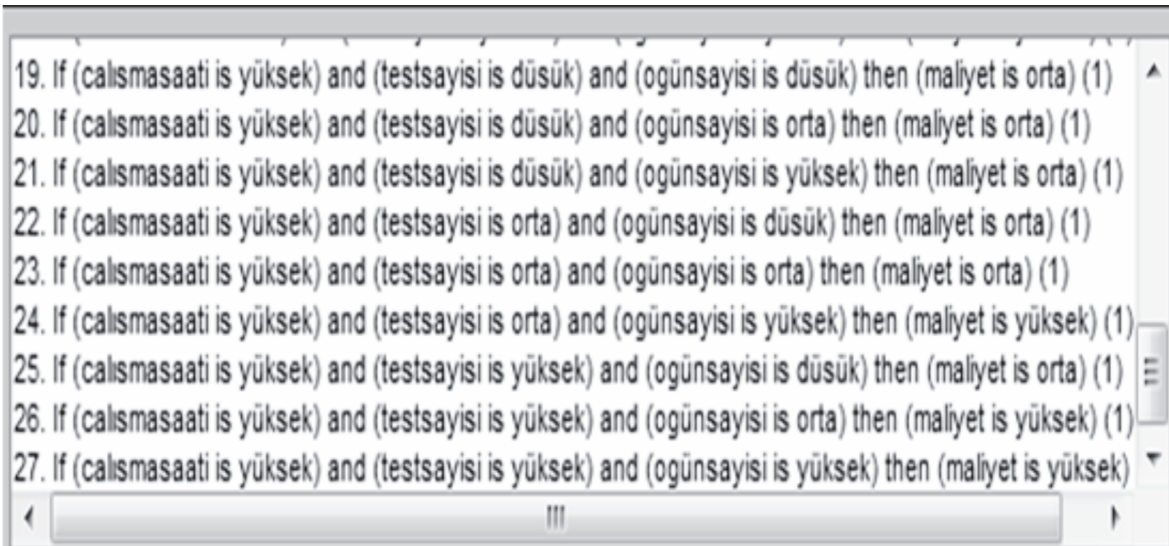 19. If (calısmasaati is yüksek) and (testsayisi is düsük) and (ogünsayisi is düsük) then (maliyet is orta) (1)
20. If (calısmasaati is yüksek) and (testsayisi is düsük) and (ogünsayisi is orta) then (maliyet is orta) (1)
21. If (calısmasaati is yüksek) and (testsayisi is düsük) and (ogünsayisi is yüksek) then (maliyet is orta) (1)
22. If (calısmasaati is yüksek) and (testsayisi is orta) and (ogünsayisi is düsük) then (maliyet is orta) (1)
23. If (calısmasaati is yüksek) and (testsayisi is orta) and (ogünsayisi is orta) then (maliyet is orta) (1)
24. If (calısmasaati is yüksek) and (testsayisi is orta) and (ogünsayisi is yüksek) then (maliyet is yüksek) (1)
25. If (calısmasaati is yüksek) and (testsayisi is yüksek) and (ogünsayisi is düsük) then (maliyet is orta) (1)
26. If (calısmasaati is yüksek) and (testsayisi is yüksek) and (ogünsayisi is orta) then (maliyet is yüksek) (1)
27. If (calısmasaati is yüksek) and (testsayisi is yüksek) and (ogünsayisi is yüksek) then (maliyet is yüksek)